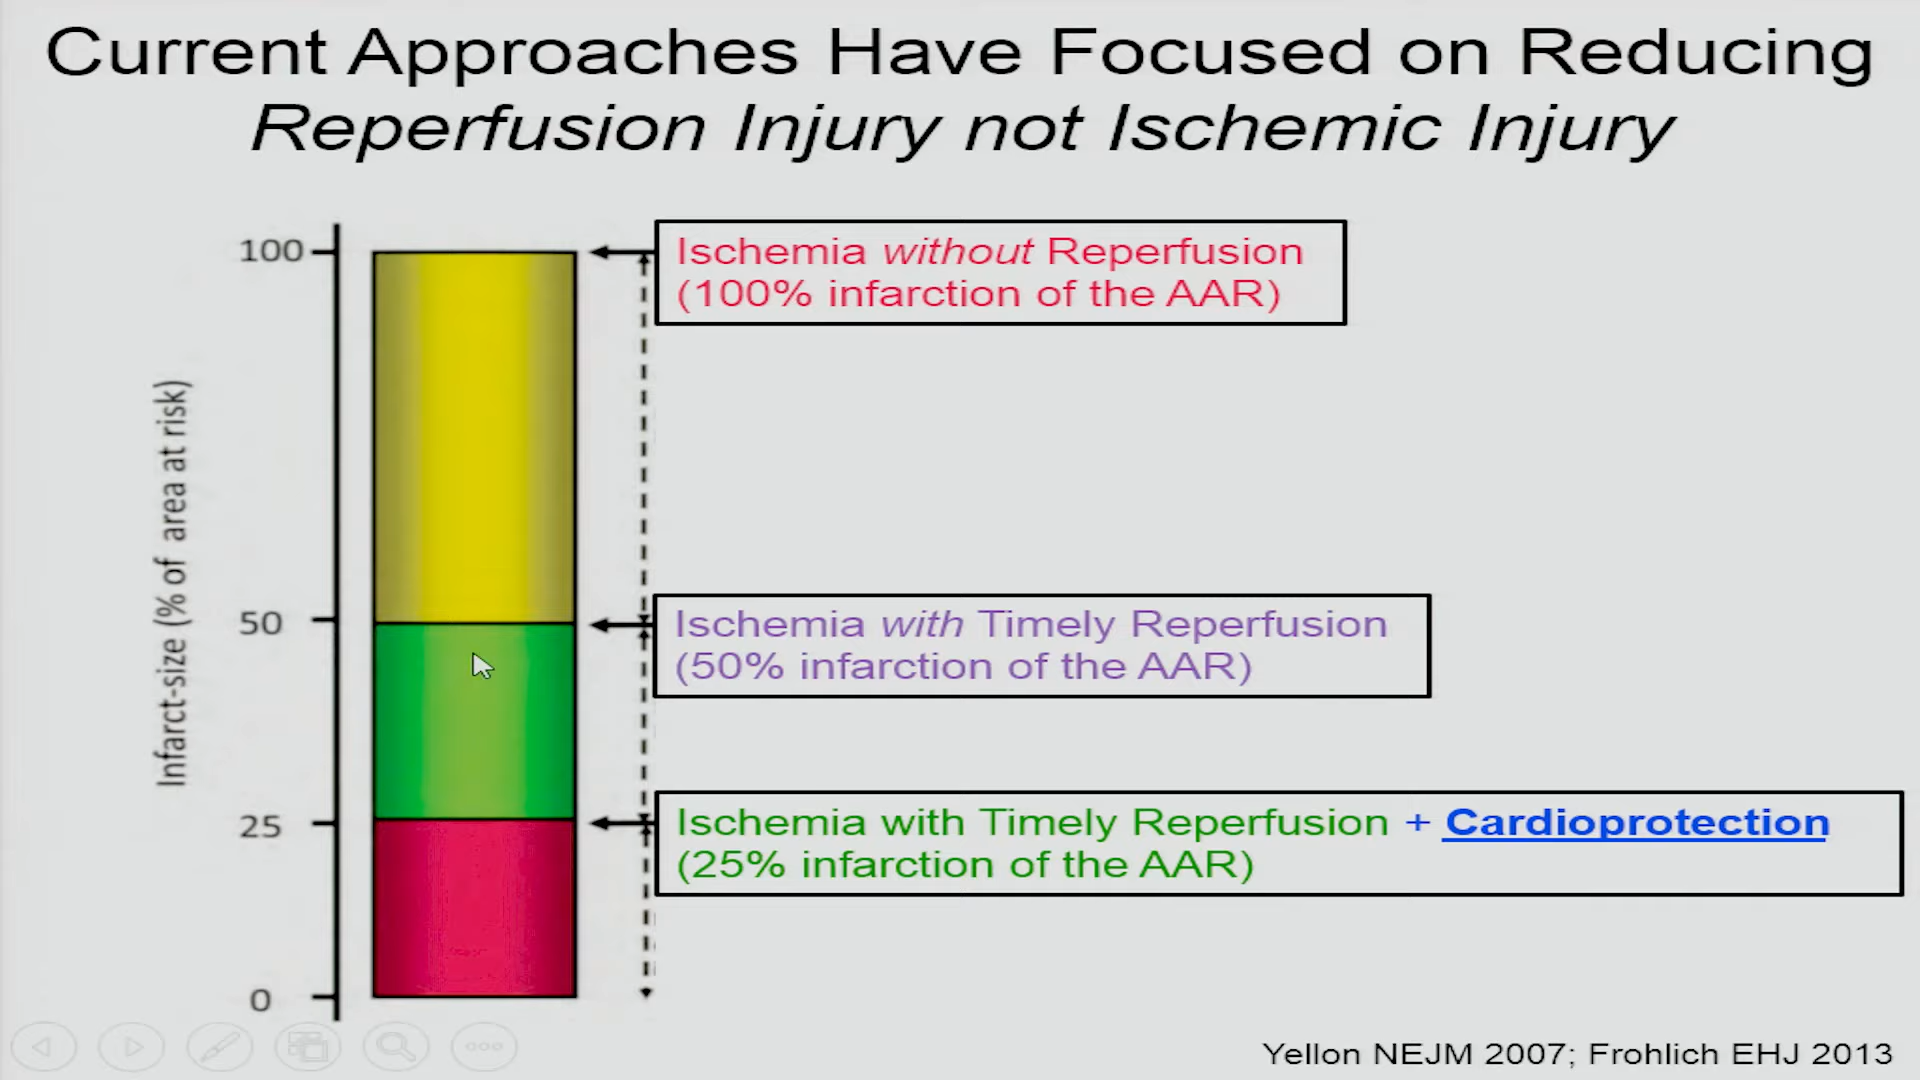 Current Approaches Have Focused on Reducing
Reperfusion Injury not Ischemic Injury
Infarct-size (% of area at risk)
100
50
25
0
Ischemia without Reperfusion
(100% infarction of the AAR)
Ischemia with Timely Reperfusion
(50% infarction of the AAR)
Ischemia with Timely Reperfusion + Cardioprotection
(25% infarction of the AAR)
Yellon NEJM 2007; Frohlich EHJ 2013